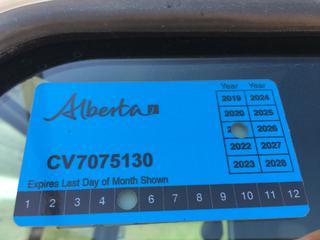 Alberta
Year Year
2019 2024
2020 2025
2026
2022 2027
2023 2028
CV7075130
Expires Last Day of Month Shown
1 2 3 4 6 7 8 9 10 11 12